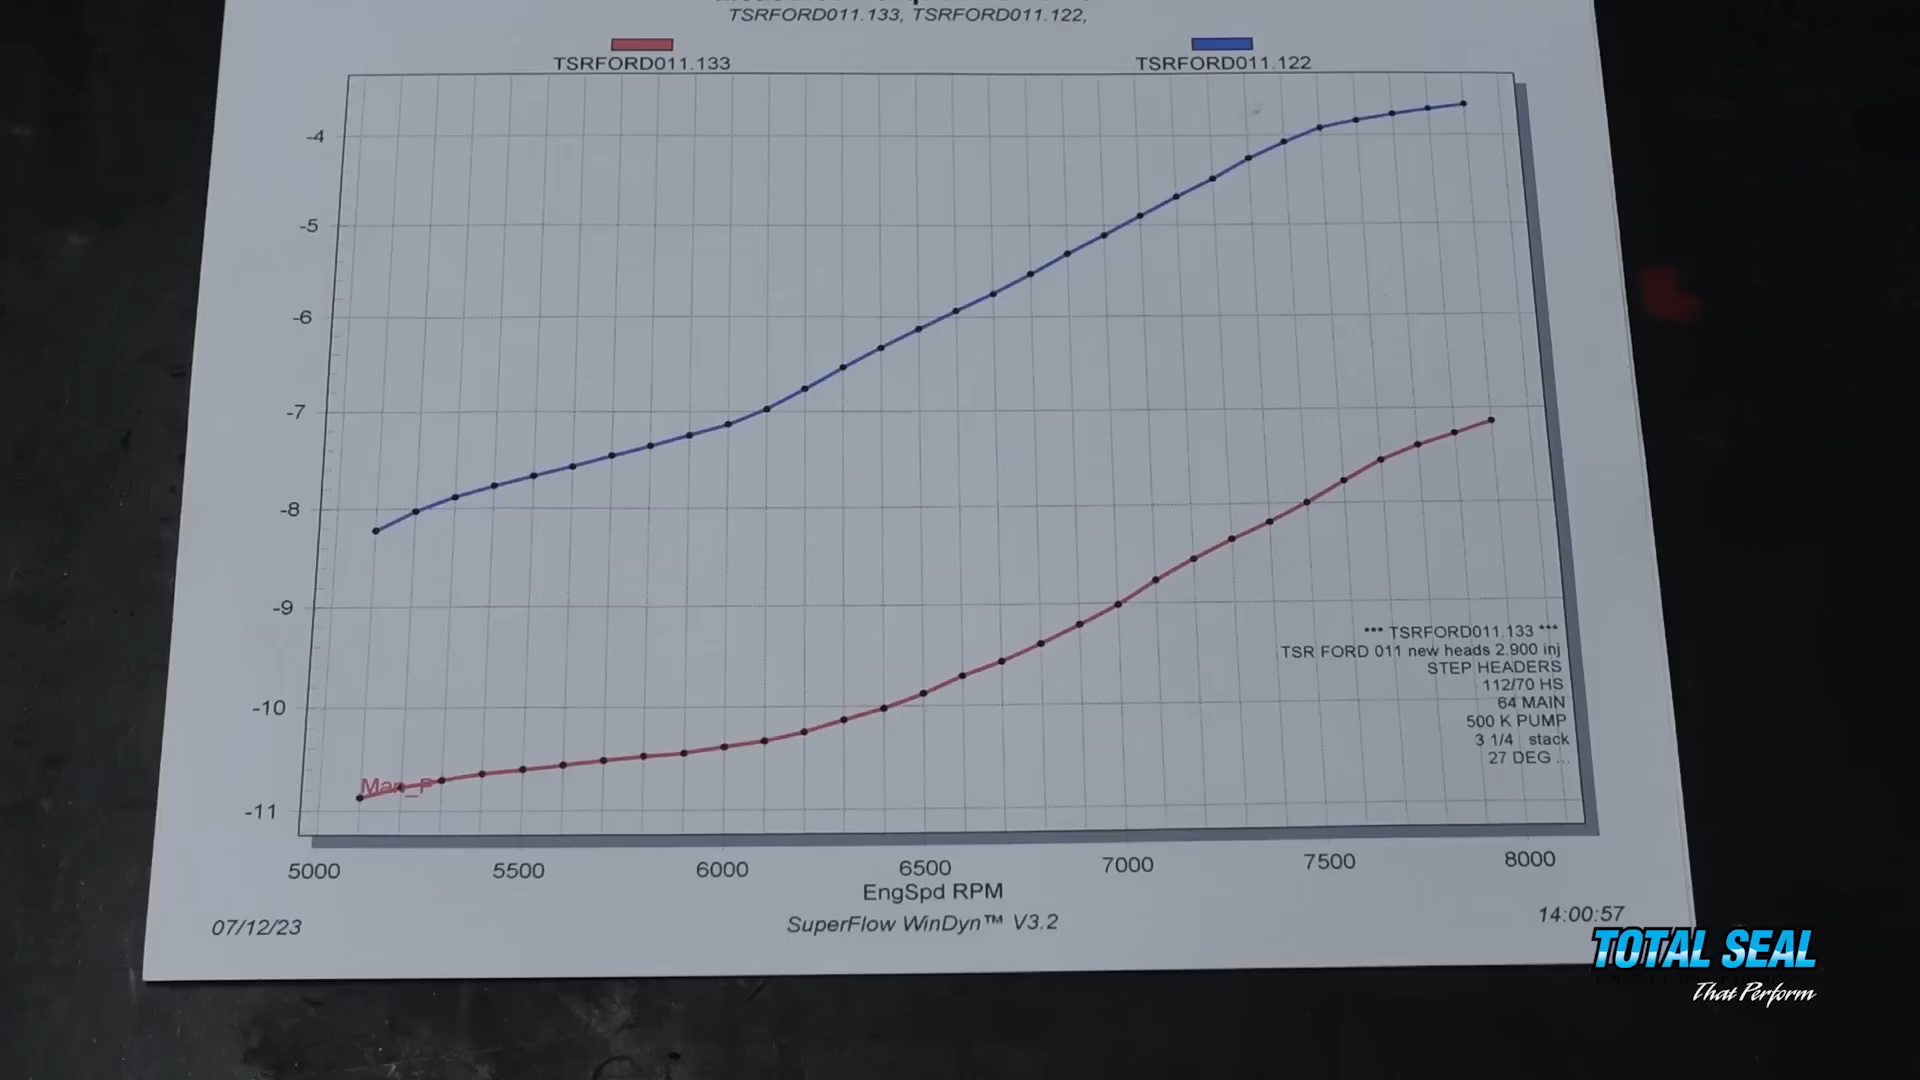 TSRFORD011.133, TSRFORD011.122,
TSRFORD011.133
TSRFORD011.122
-4
-5
-6
-7
-8
-9
-10
-11
Man_P
*** TSRFORD011.133 ***
TSR FORD 011 new heads 2.900 inj
STEP HEADERS
112/70 HS
64 MAIN
500 K PUMP
3 1/4 stack
27 DEG ...
5000 5500 6000 6500 7000 7500 8000
EngSpd RPM
07/12/23
SuperFlow WinDyn™ V3.2
14:00:57
TOTAL SEAL
That Perform